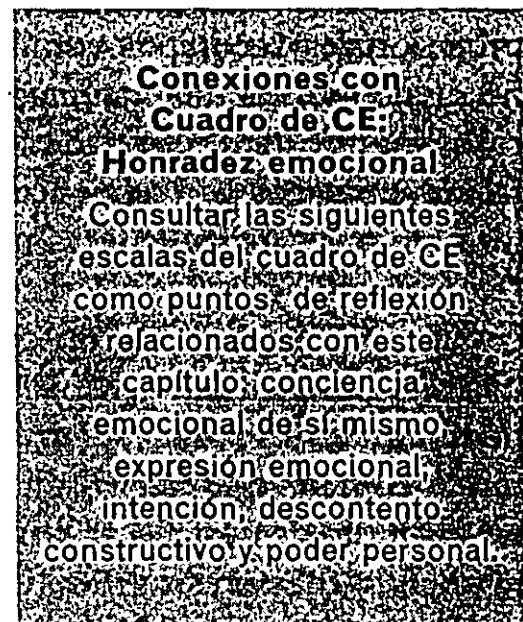 Conexiones con
Cuadro de CE:
Honradez emocional
Consultar las siguientes
escalas del cuadro de CE
como puntos de reflexión
relacionados con este
capítulo: conciencia
emocional de sí mismo,
expresión emocional,
intención, descontento
constructivo y poder personal.